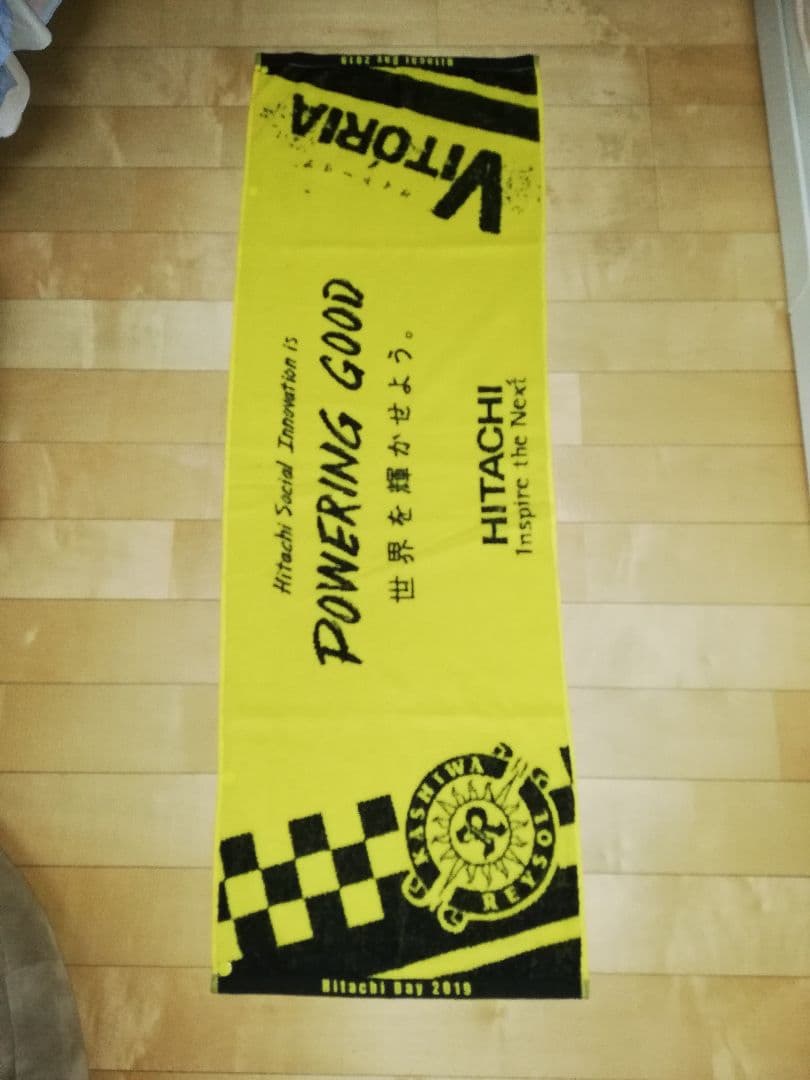 Hitachi Day 2019
VITÓRIA
Hitachi Social Innovation is
POWERING GOOD
世界を輝かせよう。
HITACHI
Inspire the Next
KASHIWA
REYSOL
Hitachi Day 2019